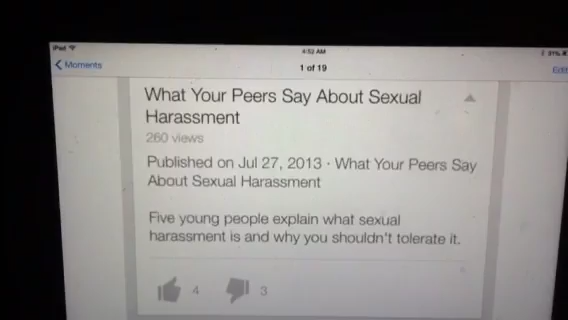 iPad
4:52 AM
31%
Moments
1 of 19
Edit
What Your Peers Say About Sexual
Harassment
260 views
Published on Jul 27, 2013 · What Your Peers Say
About Sexual Harassment
Five young people explain what sexual
harassment is and why you shouldn't tolerate it.
4
3